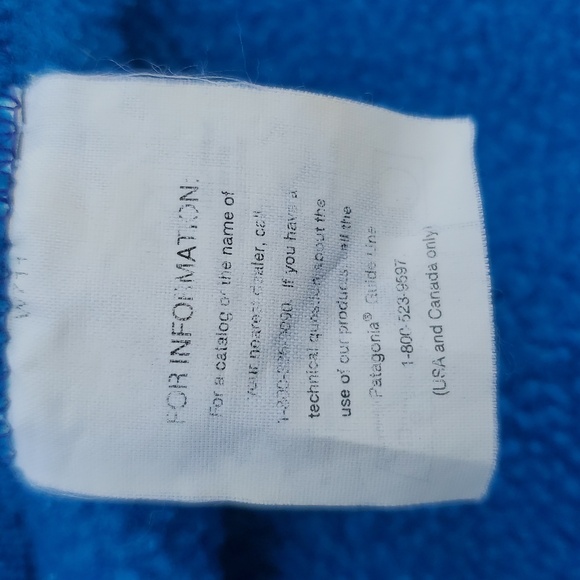 FOR INFORMATION:
For a catalog or the name of
your nearest dealer, call
If you have a
technical question about the
use of our products, call the
Patagonia® Guide Line
1-800-523-9597
(USA and Canada only)